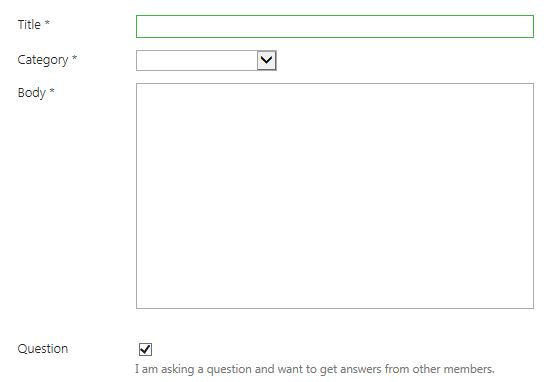 Title *
Category *
Body *
Question
I am asking a question and want to get answers from other members.